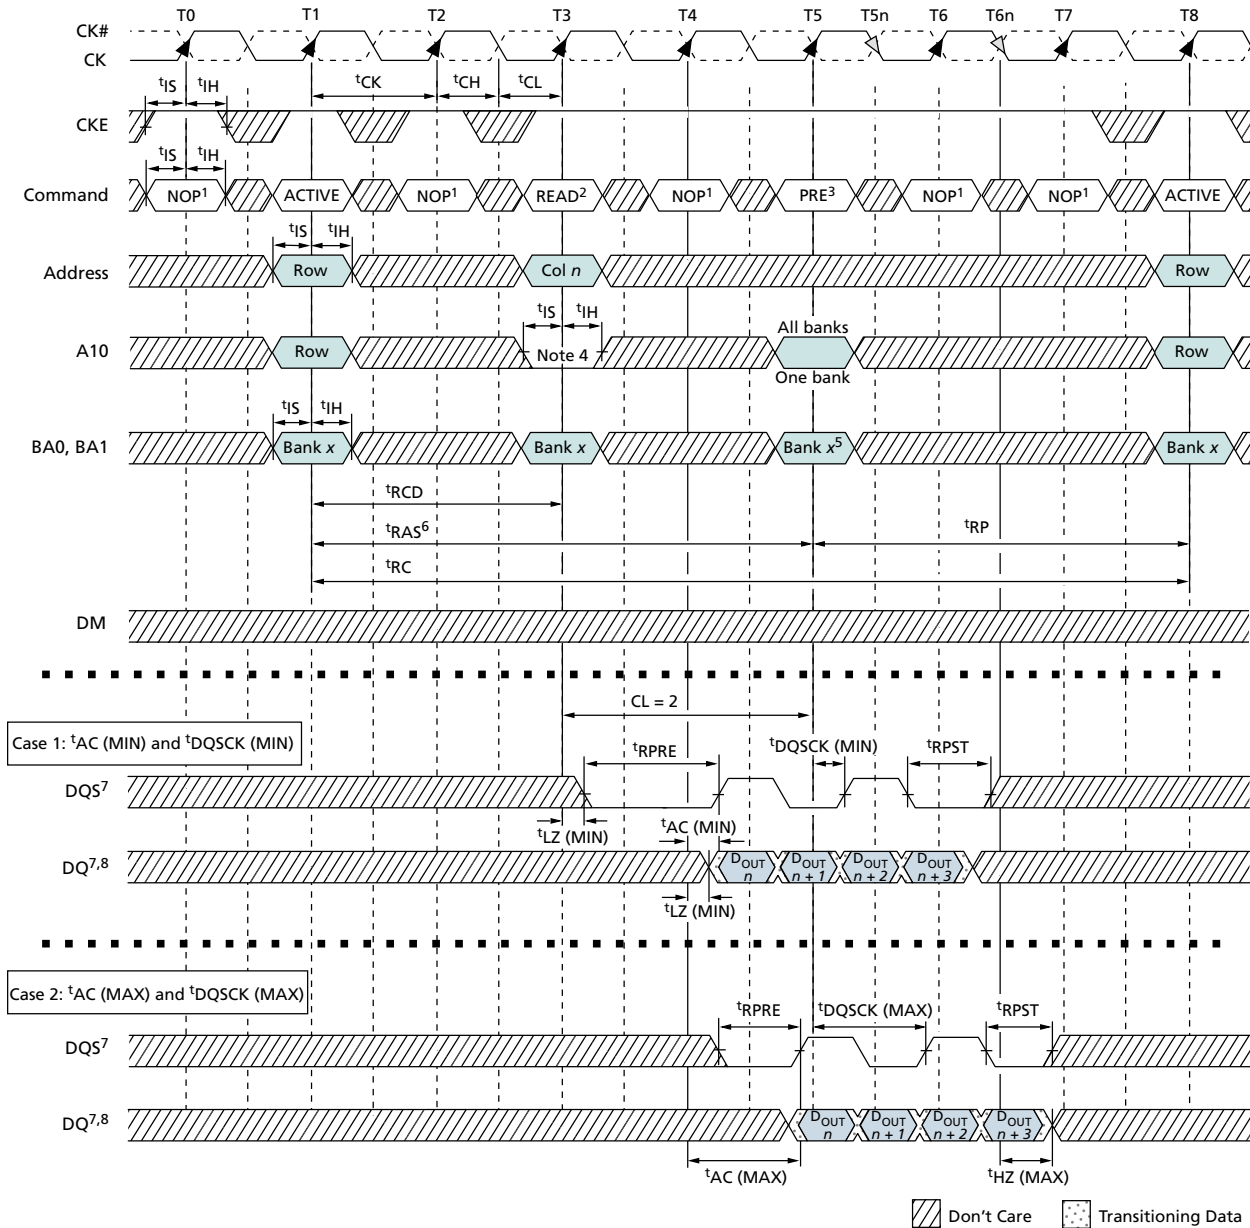 T0 T1 T2 T3 T4 T5 T5n T6 T6n T7 T8
CK#
CK
tIS tIH tCK tCH tCL
CKE
tIS tIH
Command NOP1 ACTIVE NOP1 READ2 NOP1 PRE3 NOP1 NOP1 ACTIVE
tIS tIH
Address Row Col n Row
tIS tIH All banks
A10 Row Note 4 Row
One bank
tIS tIH
BA0, BA1 Bank x Bank x Bank x5 Bank x
tRCD
tRAS6 tRP
tRC
DM
CL = 2
Case 1: tAC (MIN) and tDQSCK (MIN)
tRPRE tDQSCK (MIN) tRPST
DQS7
tLZ (MIN) tAC (MIN)
DQ7,8 DOUT n DOUT n + 1 DOUT n + 2 DOUT n + 3
tLZ (MIN)
Case 2: tAC (MAX) and tDQSCK (MAX)
tRPRE tDQSCK (MAX) tRPST
DQS7
DQ7,8 DOUT n DOUT n + 1 DOUT n + 2 DOUT n + 3
tAC (MAX) tHZ (MAX)
Don't Care Transitioning Data